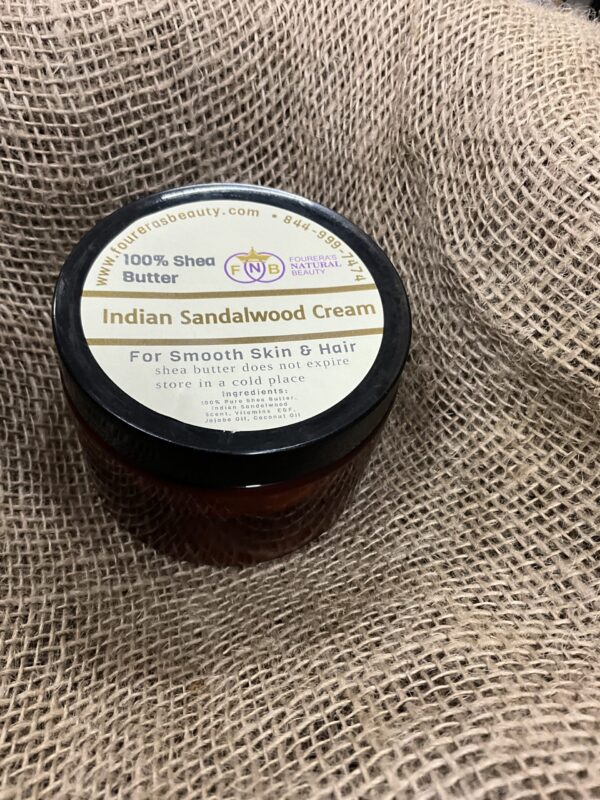 www.fourerasbeauty.com • 844-999-7474
100% Shea
Butter
FNB
FOURERA'S
NATURAL
BEAUTY
Indian Sandalwood Cream
For Smooth Skin & Hair
shea butter does not expire
store in a cold place
Ingredients:
100% Pure Shea Butter,
Indian Sandelwood
Scent, Vitamins E&F,
Jojoba Oil, Coconut Oil